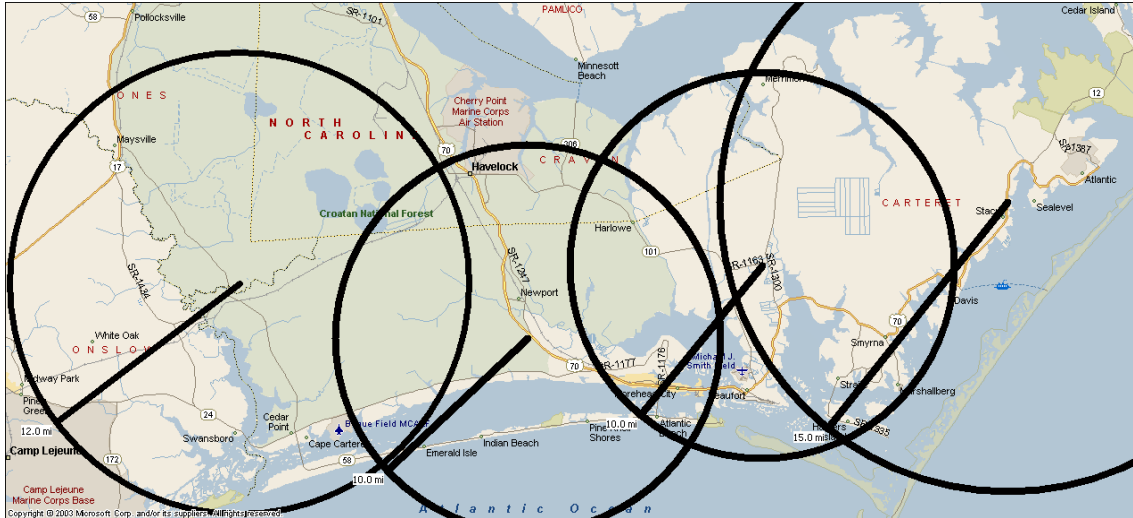 58
Pollocksville
SR-1101
PAMLICO
Cedar Island
Minnesott
Beach
Merrimon
12
ONES
Cherry Point
Marine Corps
Air Station
NORTH
CAROLIN
Maysville
70
306
SR-1387
17
Havelock
CRAVEN
Atlantic
Croatan National Forest
CARTERET
Stacy
Sealevel
Harlowe
101
SR-1434
SR-1247
SR-1163
SR-1300
Newport
Davis
White Oak
70
ONSLOW
Smyrna
SR-1177
70
SR-1176
Michael J.
Smith Field
Midway Park
Piney
Green
Morehead City
Beaufort
Marshallberg
24
Cedar
Point
12.0 mi
Swansboro
Bogue Field MCALF
Cape Carteret
Indian Beach
Pine Knoll
Shores
10.0 mi
Atlantic
Beach
15.0 mi
Harkers
SR-1335
Camp Lejeune
172
58
Emerald Isle
10.0 mi
Camp Lejeune
Marine Corps Base
Atlantic Ocean
Copyright © 2003 Microsoft Corp. and/or its suppliers. All rights reserved.